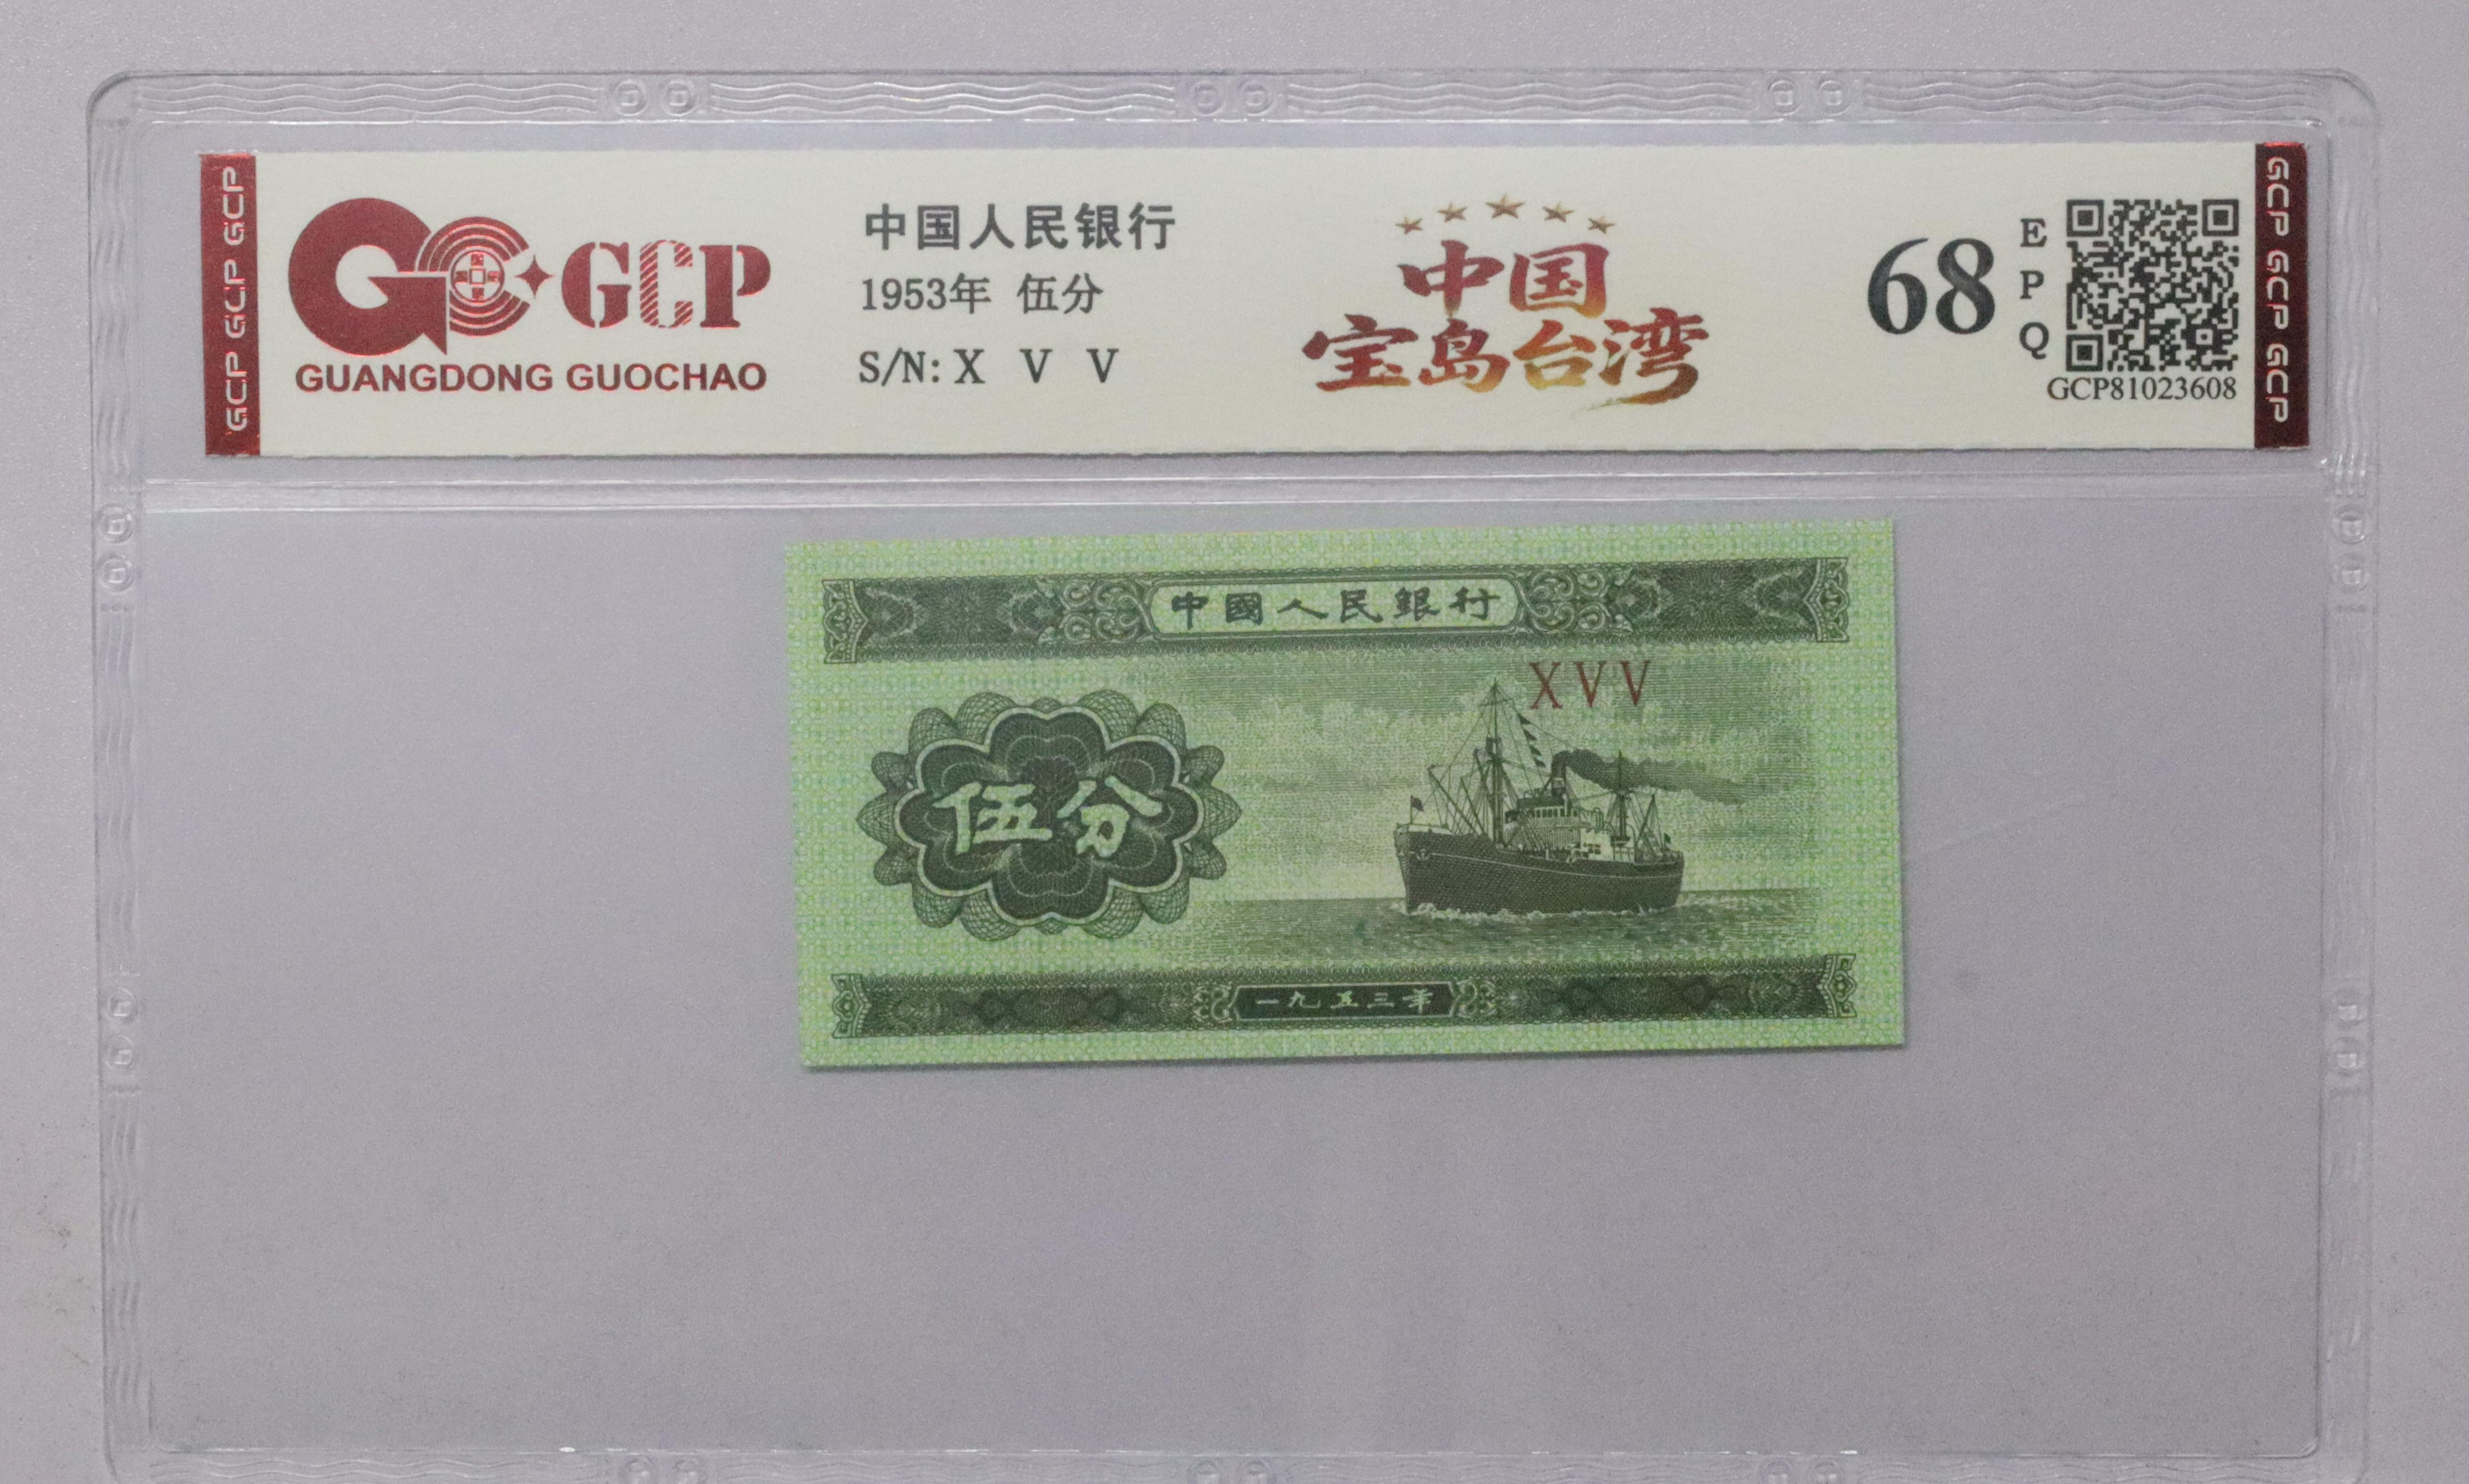 GCP GCP GCP
GCP
GUANGDONG GUOCHAO
中国人民银行
1953年 伍分
S/N: X V V
中国
宝岛台湾
68
EPQ
GCP81023608
GCP GCP GCP
中國人民銀行
XVV
伍分
一九五三年